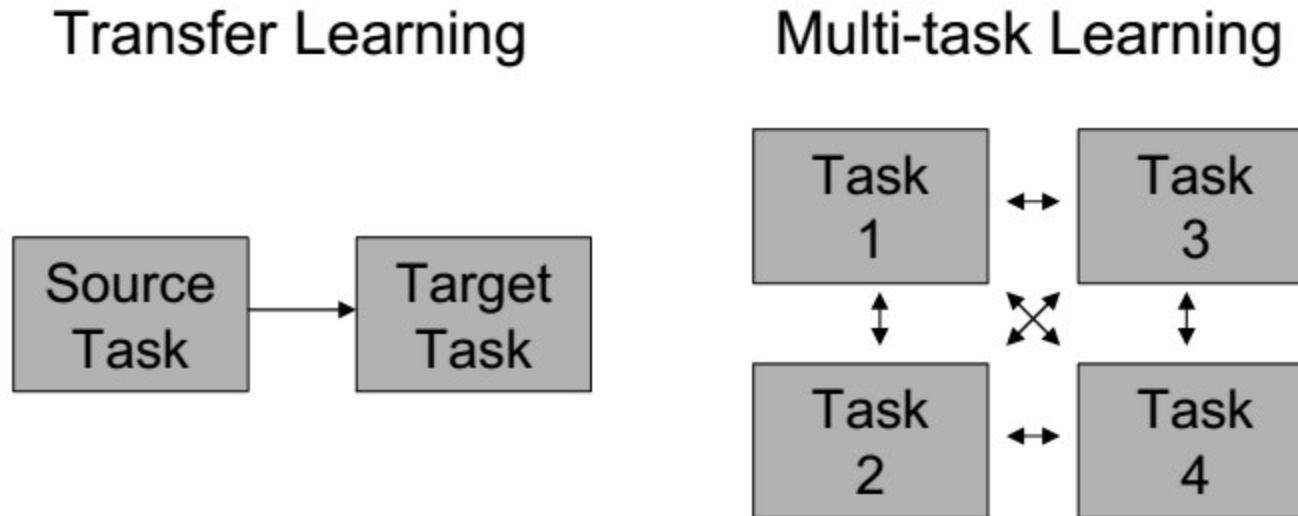 Transfer Learning
Source
Task
Target
Task
Multi-task Learning
Task
1
Task
3
Task
2
Task
4